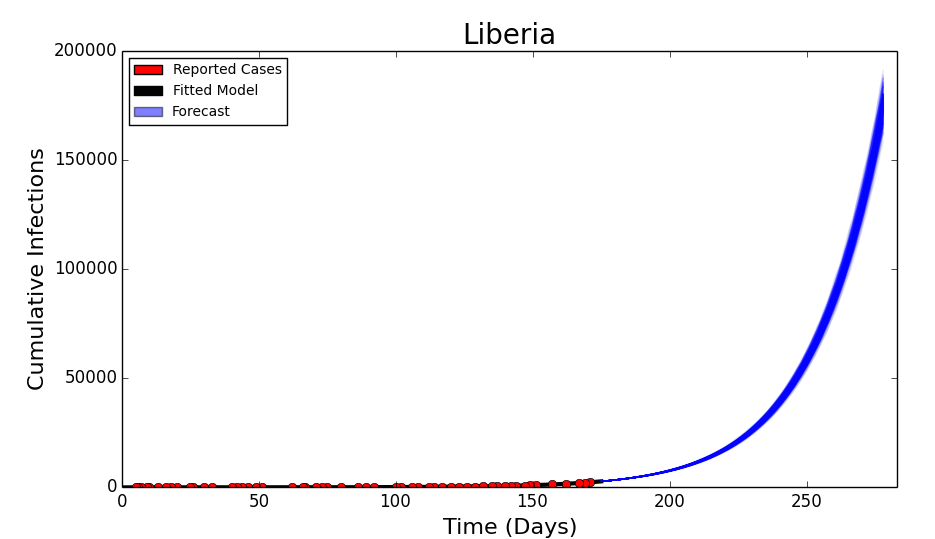 Liberia
Reported Cases
Fitted Model
Forecast
Cumulative Infections
200000
150000
100000
50000
0
0 50 100 150 200 250
Time (Days)